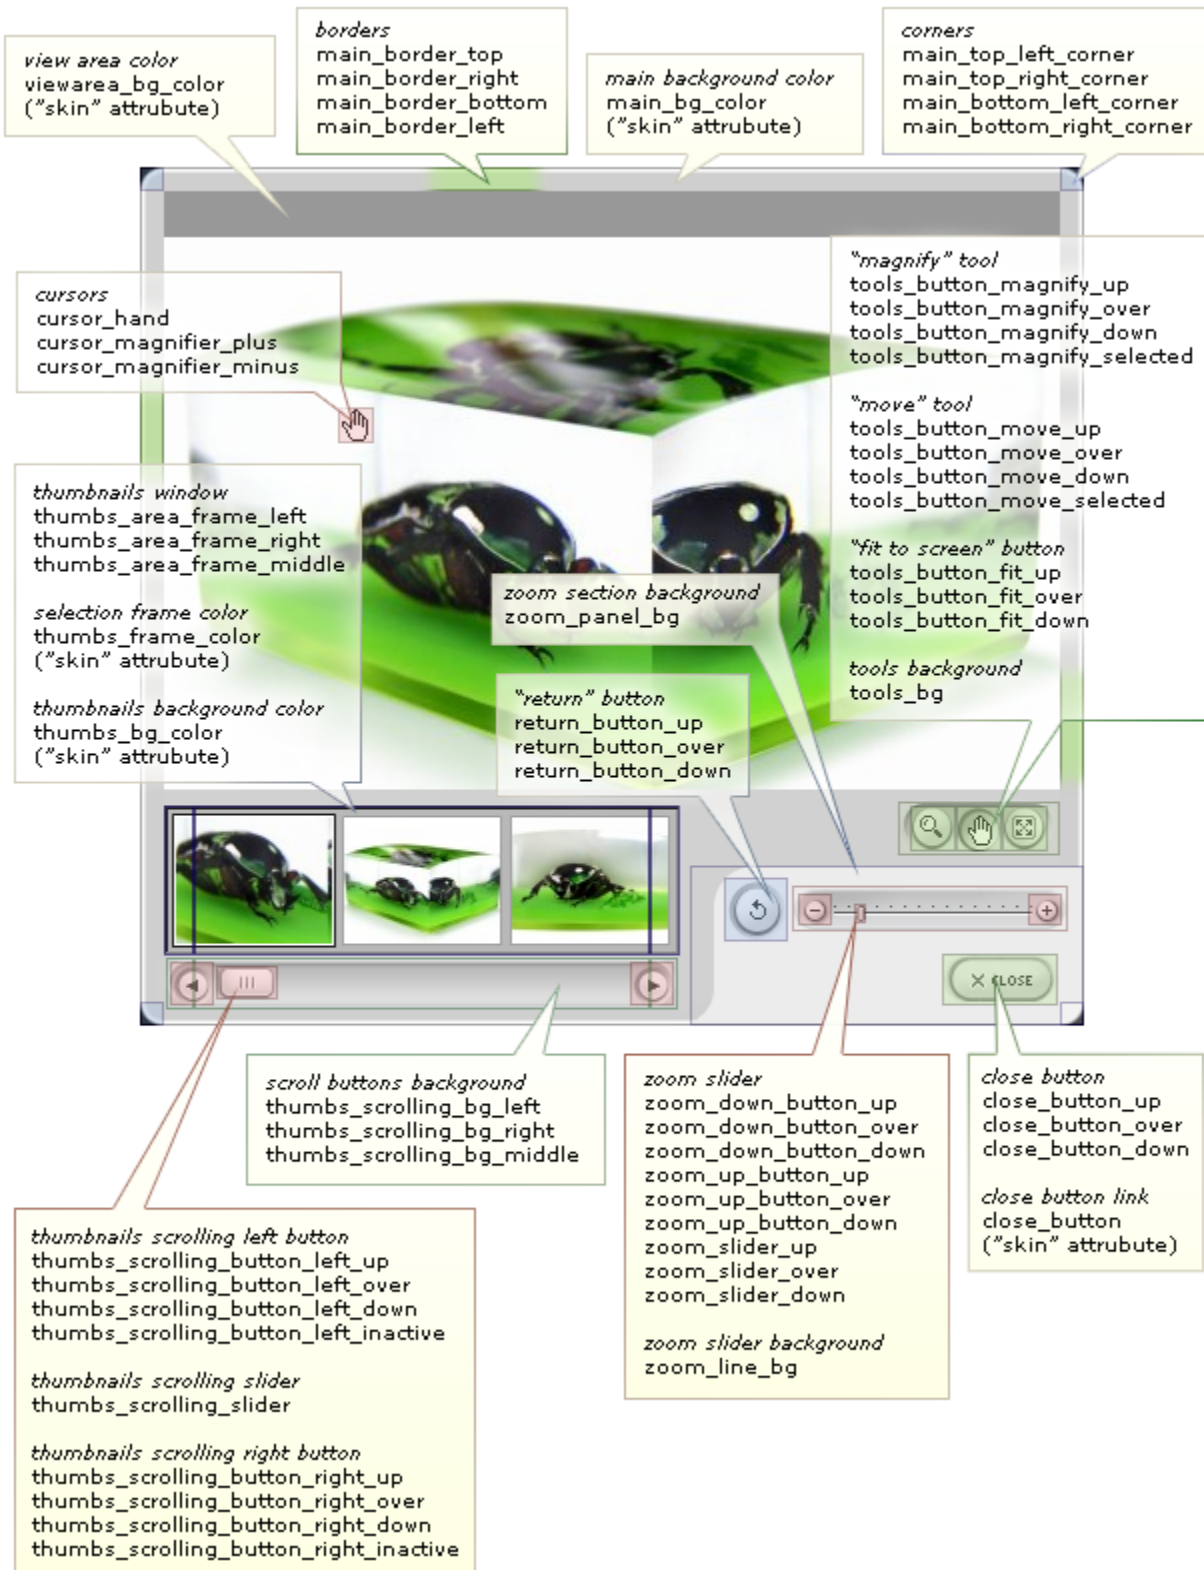 view area color
viewarea_bg_color
("skin" attrubute)
borders
main_border_top
main_border_right
main_border_bottom
main_border_left
main background color
main_bg_color
("skin" attrubute)
corners
main_top_left_corner
main_top_right_corner
main_bottom_left_corner
main_bottom_right_corner
cursors
cursor_hand
cursor_magnifier_plus
cursor_magnifier_minus
"magnify" tool
tools_button_magnify_up
tools_button_magnify_over
tools_button_magnify_down
tools_button_magnify_selected
"move" tool
tools_button_move_up
tools_button_move_over
tools_button_move_down
tools_button_move_selected
"fit to screen" button
tools_button_fit_up
tools_button_fit_over
tools_button_fit_down
tools background
tools_bg
thumbnails window
thumbs_area_frame_left
thumbs_area_frame_right
thumbs_area_frame_middle
selection frame color
thumbs_frame_color
("skin" attrubute)
thumbnails background color
thumbs_bg_color
("skin" attrubute)
zoom section background
zoom_panel_bg
"return" button
return_button_up
return_button_over
return_button_down
CLOSE
scroll buttons background
thumbs_scrolling_bg_left
thumbs_scrolling_bg_right
thumbs_scrolling_bg_middle
zoom slider
zoom_down_button_up
zoom_down_button_over
zoom_down_button_down
zoom_up_button_up
zoom_up_button_over
zoom_up_button_down
zoom_slider_up
zoom_slider_over
zoom_slider_down
zoom slider background
zoom_line_bg
close button
close_button_up
close_button_over
close_button_down
close button link
close_button
("skin" attrubute)
thumbnails scrolling left button
thumbs_scrolling_button_left_up
thumbs_scrolling_button_left_over
thumbs_scrolling_button_left_down
thumbs_scrolling_button_left_inactive
thumbnails scrolling slider
thumbs_scrolling_slider
thumbnails scrolling right button
thumbs_scrolling_button_right_up
thumbs_scrolling_button_right_over
thumbs_scrolling_button_right_down
thumbs_scrolling_button_right_inactive